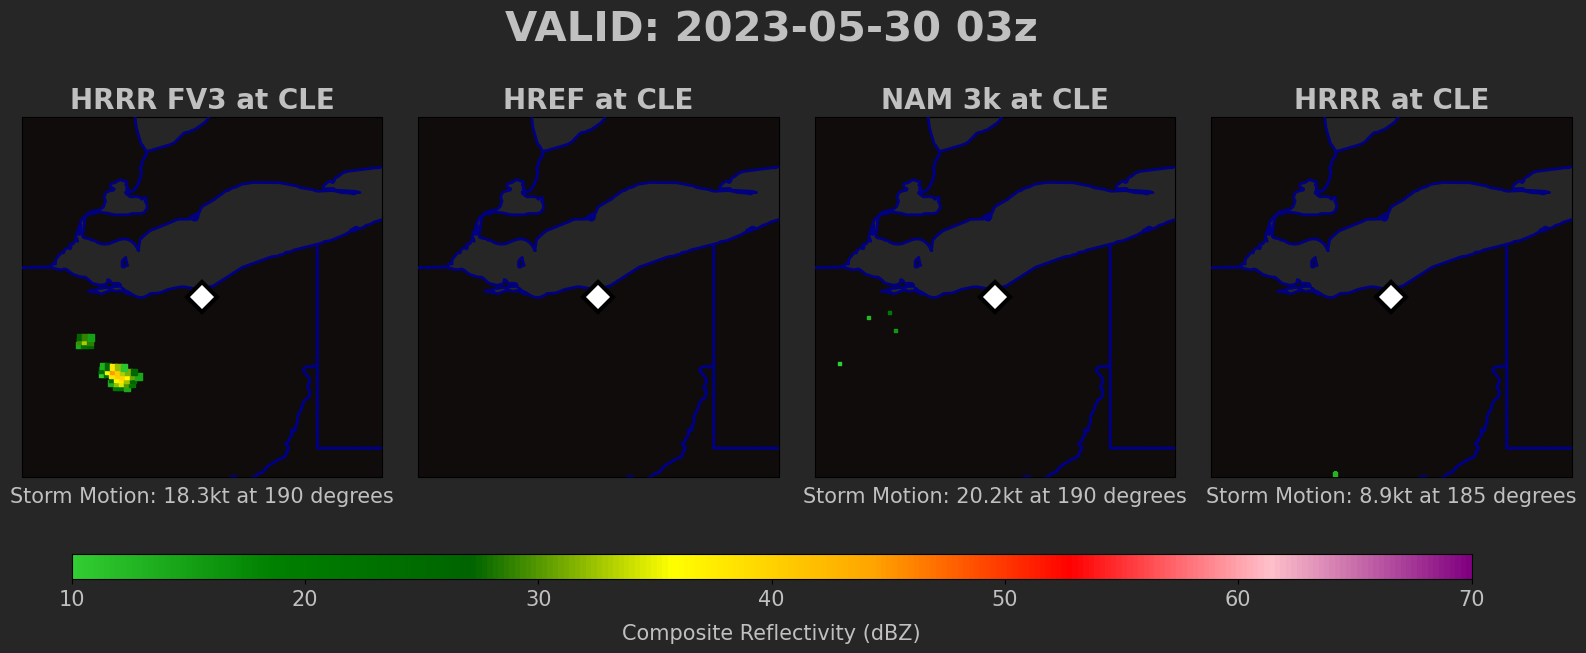 VALID: 2023-05-30 03z
HRRR FV3 at CLE
HREF at CLE
NAM 3k at CLE
HRRR at CLE
Storm Motion: 18.3kt at 190 degrees
Storm Motion: 20.2kt at 190 degrees
Storm Motion: 8.9kt at 185 degrees
10 20 30 40 50 60 70
Composite Reflectivity (dBZ)